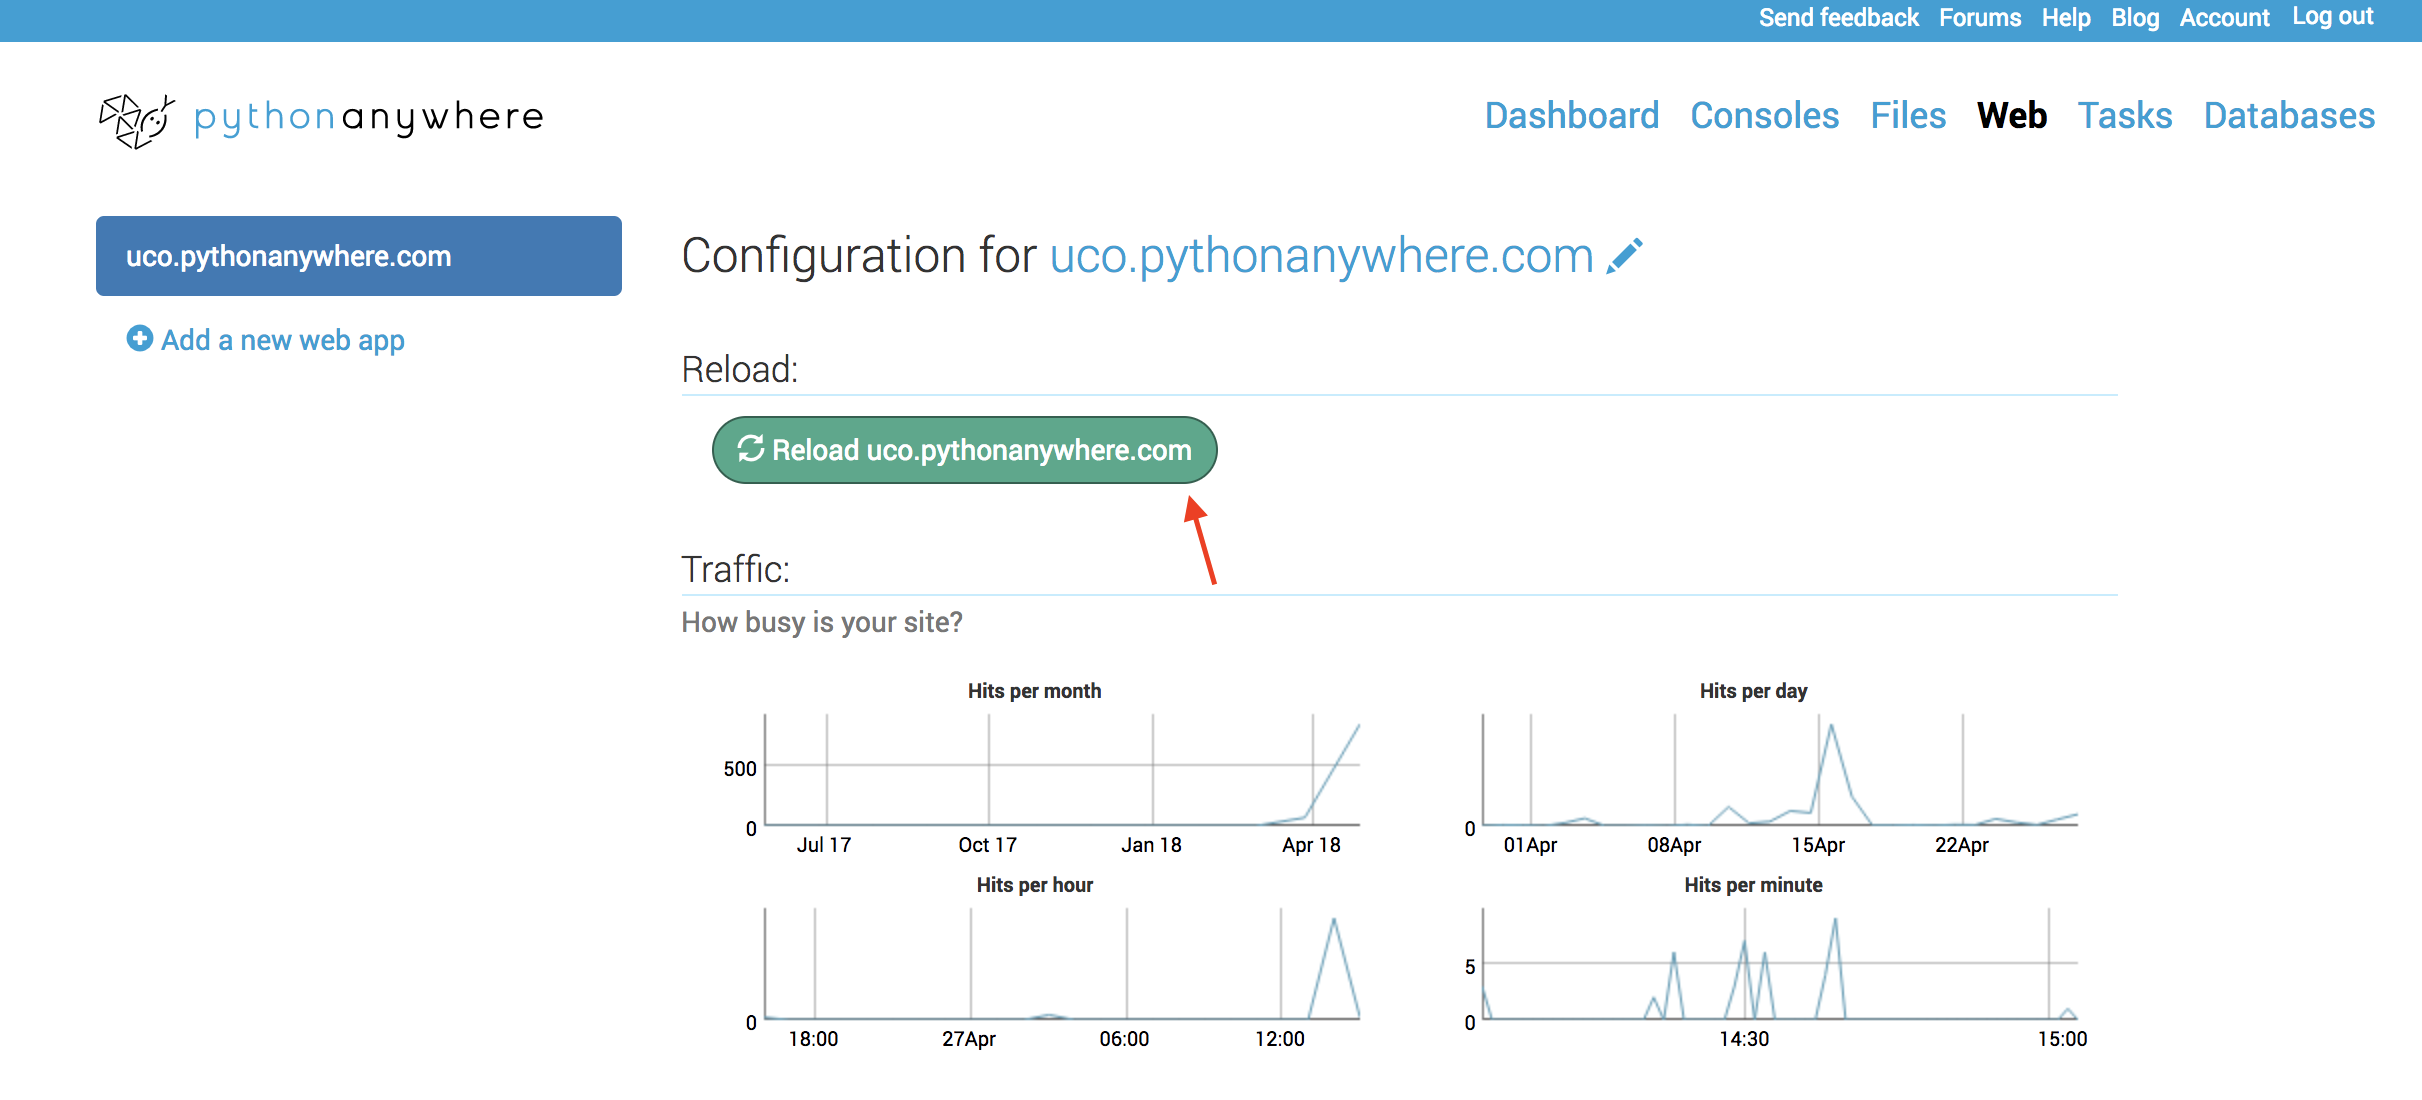 Send feedback Forums Help Blog Account Log out
pythonanywhere
Dashboard Consoles Files Web Tasks Databases
uco.pythonanywhere.com
Add a new web app
Configuration for uco.pythonanywhere.com
Reload:
Reload uco.pythonanywhere.com
Traffic:
How busy is your site?
Hits per month
500
0
Jul 17 Oct 17 Jan 18 Apr 18
Hits per day
0
01Apr 08Apr 15Apr 22Apr
Hits per hour
0
18:00 27Apr 06:00 12:00
Hits per minute
5
0
14:30 15:00